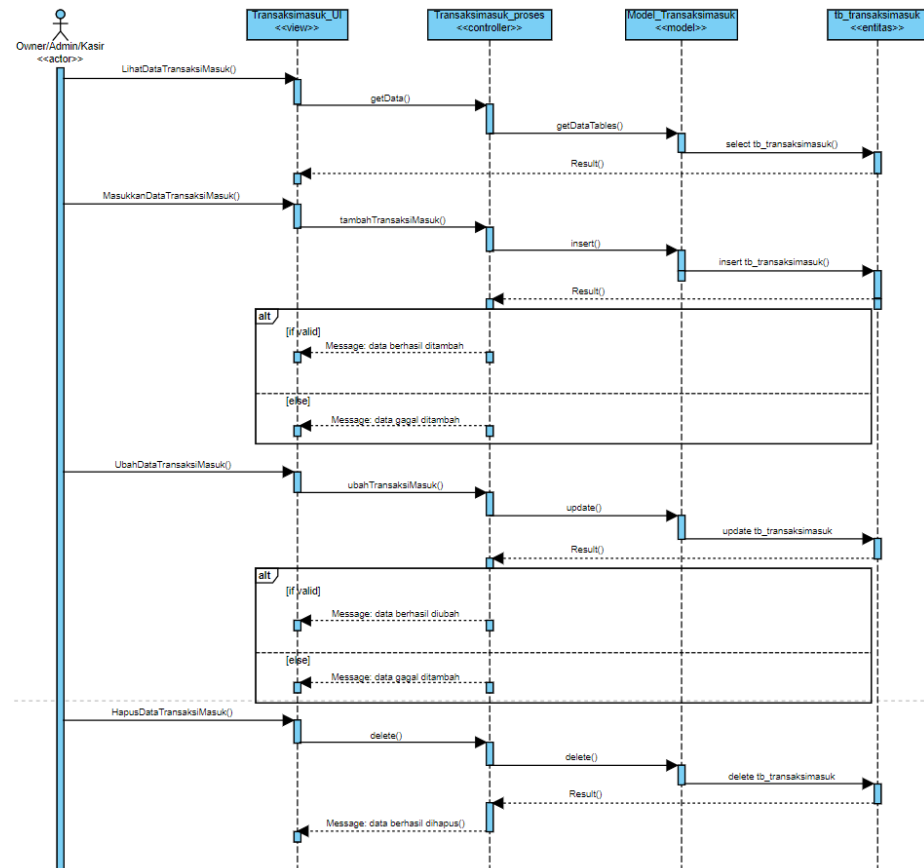 Transaksimasuk_UI
<<view>>
Transaksimasuk_proses
<<controller>>
Model_Transaksimasuk
<<model>>
tb_transaksimasuk
<<entitas>>
Owner/Admin/Kasir
<<actor>>
LihatDataTransaksiMasuk()
getData()
getDataTables()
select tb_transaksimasuk()
Result()
MasukkanDataTransaksiMasuk()
tambahTransaksiMasuk()
insert()
insert tb_transaksimasuk()
Result()
alt
[if valid]
Message: data berhasil ditambah
[else]
Message: data gagal ditambah
UbahDataTransaksiMasuk()
ubahTransaksiMasuk()
update()
update tb_transaksimasuk
Result()
alt
[if valid]
Message: data berhasil diubah
[else]
Message: data gagal ditambah
HapusDataTransaksiMasuk()
delete()
delete()
delete tb_transaksimasuk
Result()
Message: data berhasil dihapus()